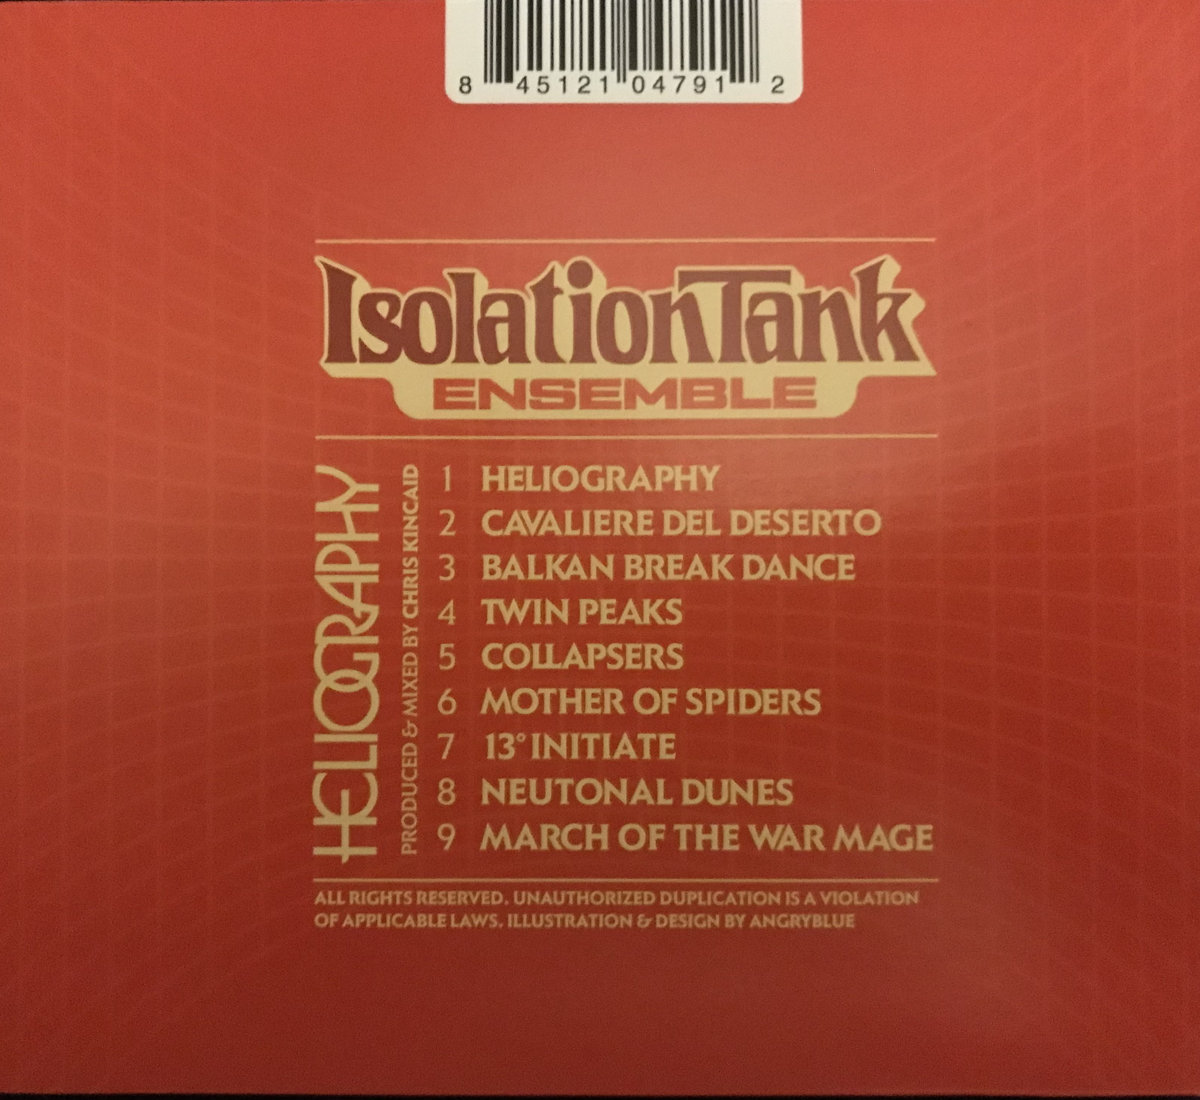 8 45121 04791 2
Isolation Tank
ENSEMBLE
HELIOGRAPHY
PRODUCED & MIXED BY CHRIS KINCAID
1 HELIOGRAPHY
2 CAVALIERE DEL DESERTO
3 BALKAN BREAK DANCE
4 TWIN PEAKS
5 COLLAPSERS
6 MOTHER OF SPIDERS
7 13° INITIATE
8 NEUTONAL DUNES
9 MARCH OF THE WAR MAGE
ALL RIGHTS RESERVED. UNAUTHORIZED DUPLICATION IS A VIOLATION
OF APPLICABLE LAWS. ILLUSTRATION & DESIGN BY ANGRYBLUE